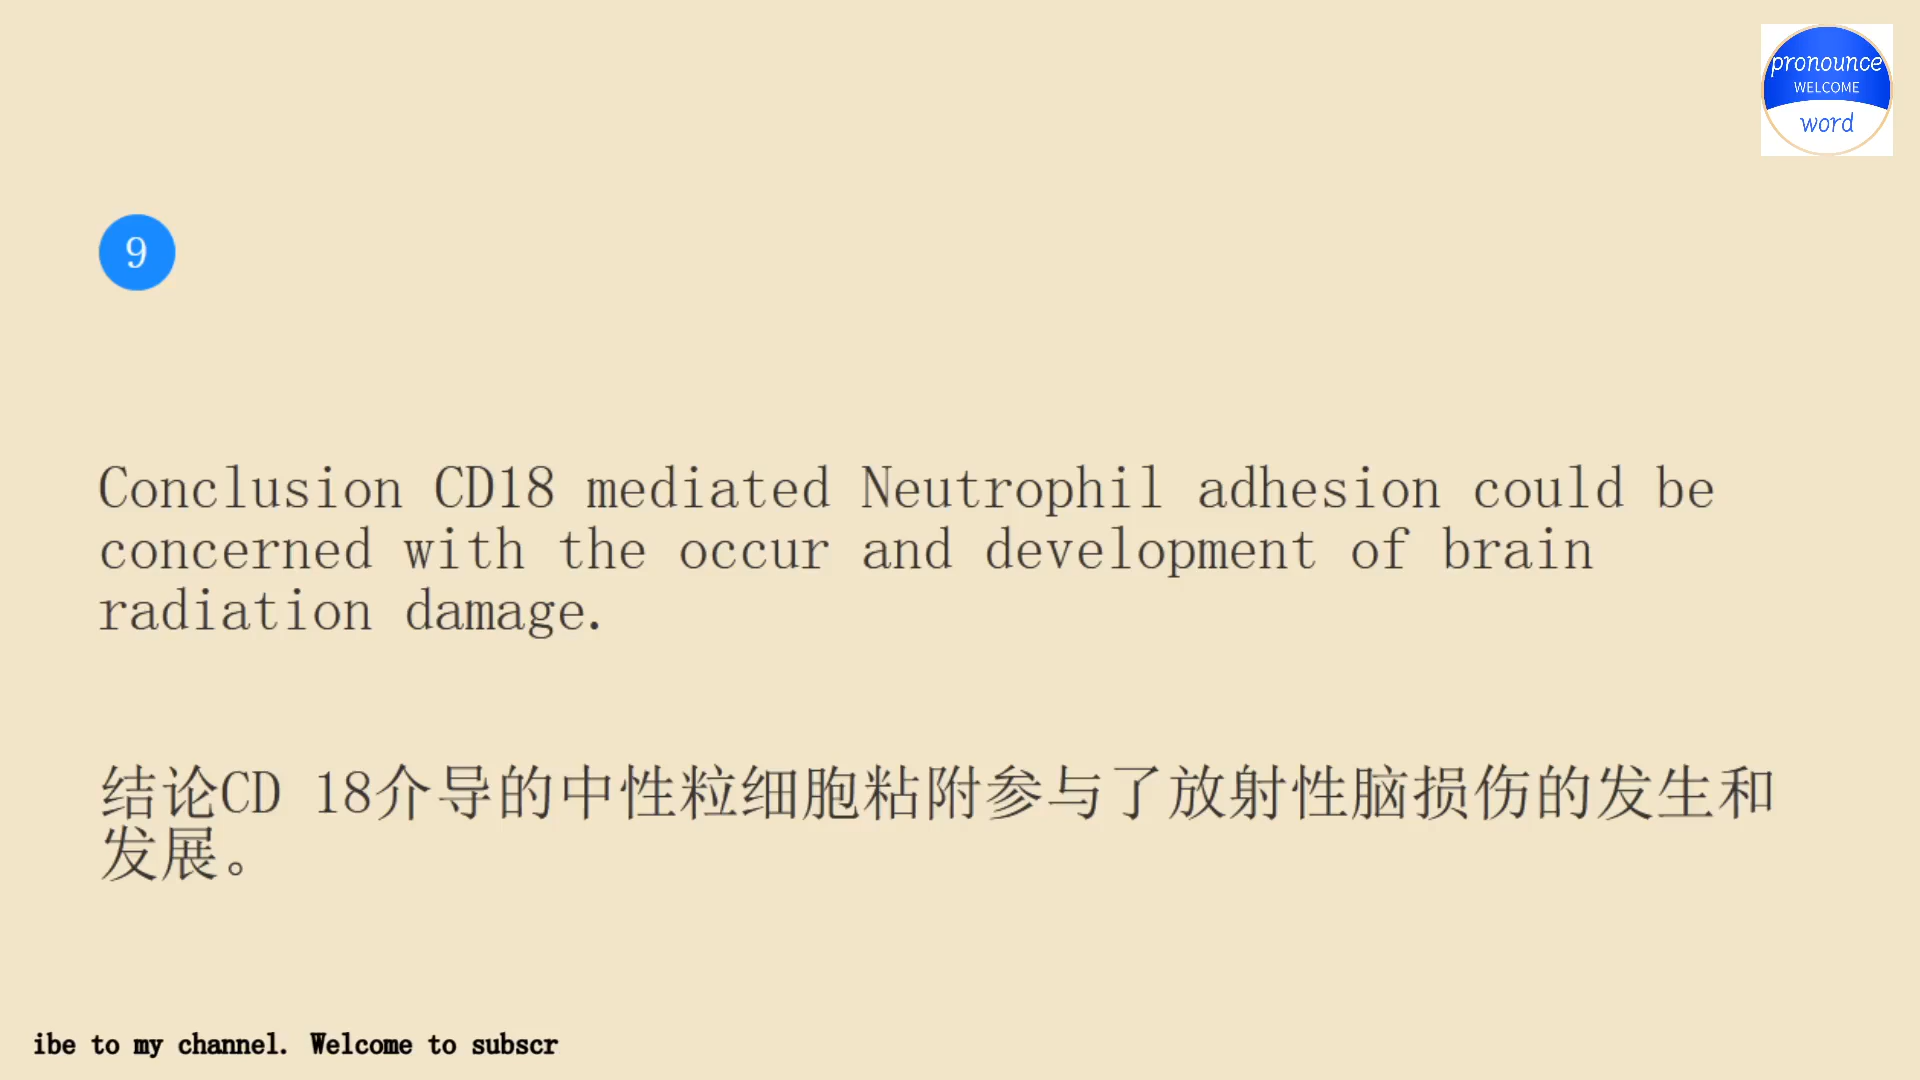 pronounce
WELCOME
word
9
Conclusion CD18 mediated Neutrophil adhesion could be
concerned with the occur and development of brain
radiation damage.
结论CD 18介导的中性粒细胞粘附参与了放射性脑损伤的发生和
发展。
ibe to my channel. Welcome to subscr